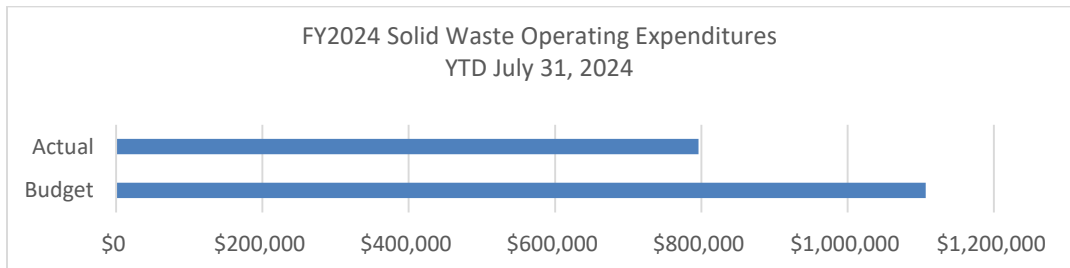 FY2024 Solid Waste Operating Expenditures
YTD July 31, 2024
Actual
Budget
$0 $200,000 $400,000 $600,000 $800,000 $1,000,000 $1,200,000